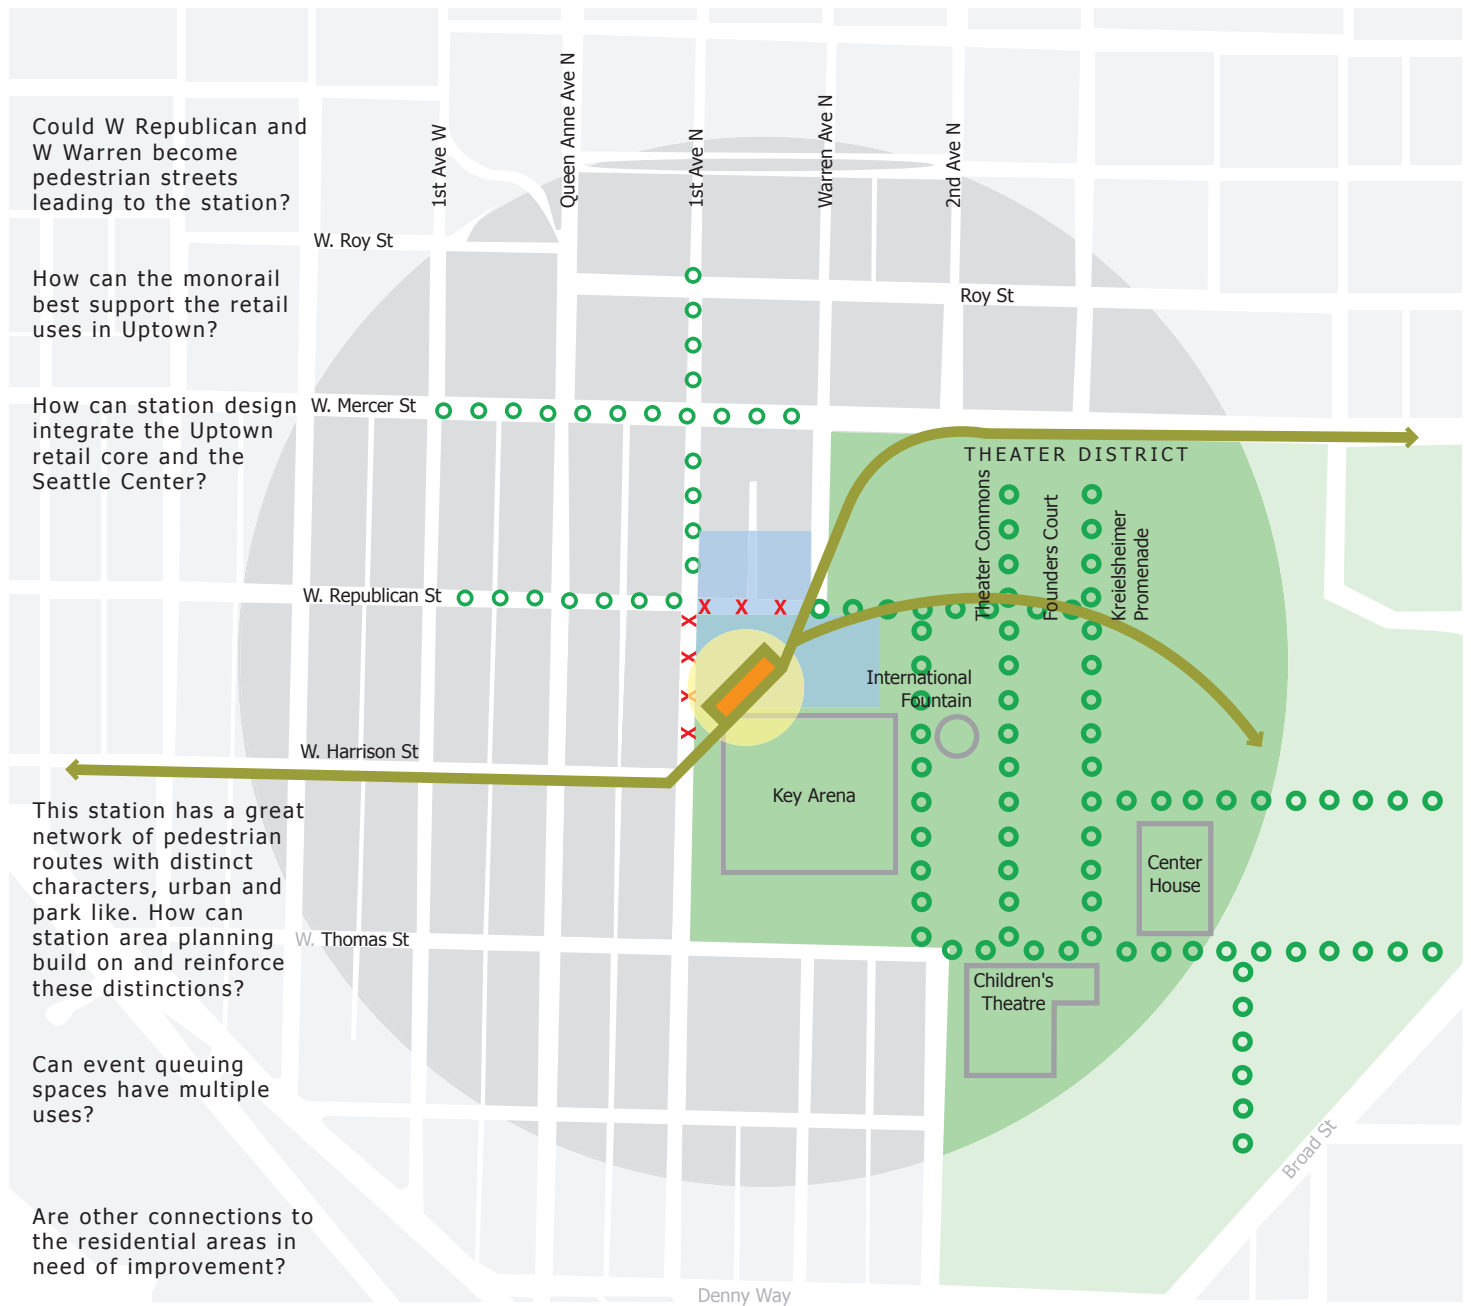 Could W Republican and
W Warren become
pedestrian streets
leading to the station?
1st Ave W
Queen Anne Ave N
1st Ave N
Warren Ave N
2nd Ave N
W. Roy St
How can the monorail
best support the retail
uses in Uptown?
Roy St
How can station design
integrate the Uptown
retail core and the
Seattle Center?
W. Mercer St
THEATER DISTRICT
Theater Commons
Founders Court
Kreielsheimer
Promenade
W. Republican St
X X X
X
X
X
X
International
Fountain
W. Harrison St
Key Arena
This station has a great
network of pedestrian
routes with distinct
characters, urban and
park like. How can
station area planning
build on and reinforce
these distinctions?
Center
House
W. Thomas St
Children's
Theatre
Can event queuing
spaces have multiple
uses?
Broad St
Are other connections to
the residential areas in
need of improvement?
Denny Way